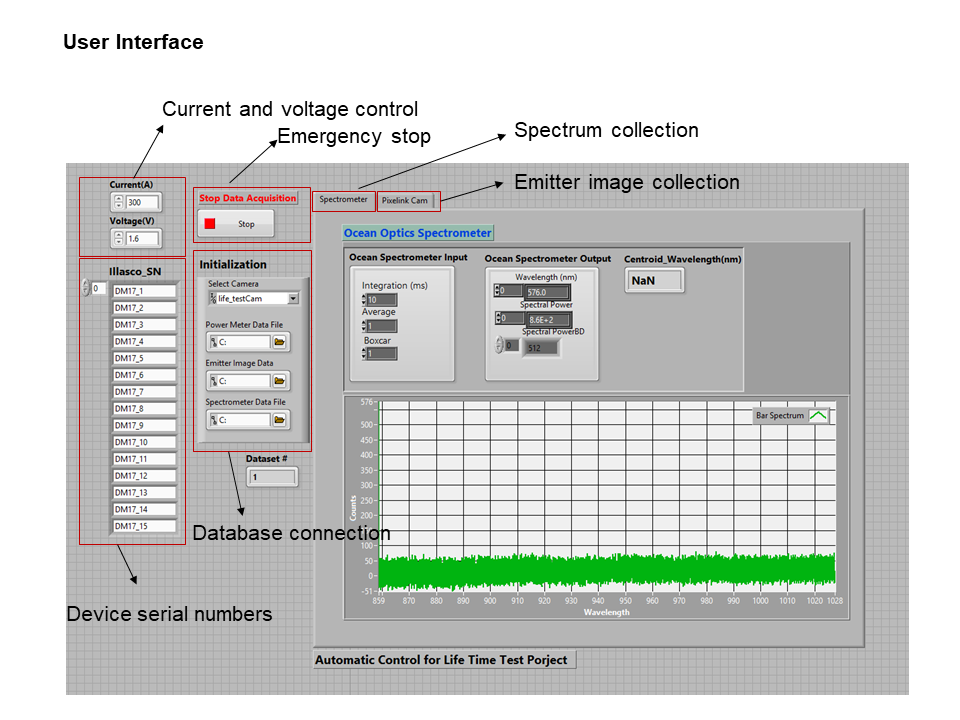 User Interface
Current and voltage control
Emergency stop
Spectrum collection
Emitter image collection
Current(A)
300
Voltage(V)
1.6
Stop Data Acquisition
Stop
Spectrometer
Pixelink Cam
Illasco_SN
0
DM17_1
DM17_2
DM17_3
DM17_4
DM17_5
DM17_6
DM17_7
DM17_8
DM17_9
DM17_10
DM17_11
DM17_12
DM17_13
DM17_14
DM17_15
Initialization
Select Camera
life_testCam
Power Meter Data File
C:
Emitter Image Data
C:
Spectrometer Data File
C:
Dataset #
1
Database connection
Device serial numbers
Ocean Optics Spectrometer
Ocean Spectrometer Input
Integration (ms)
10
Average
1
Boxcar
1
Ocean Spectrometer Output
Wavelength (nm)
0 576.0
Spectral Power
0 8.6E+2
Spectral PowerBD
0 512
Centroid_Wavelength(nm)
NaN
Bar Spectrum
576
500
450
400
350
300
250
200
100
50
0
-51
Counts
859 870 880 890 900 910 920 930 940 950 960 970 980 990 1000 1010 1020 1028
Wavelength
Automatic Control for Life Time Test Porject